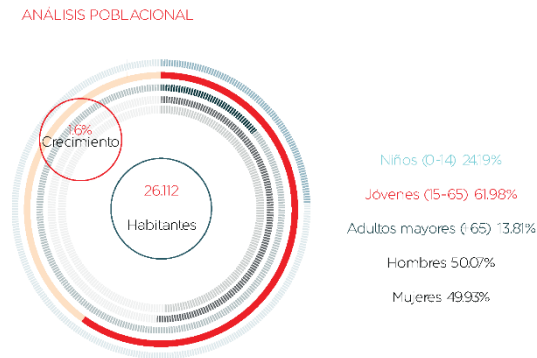 ANÁLISIS POBLACIONAL
1.6%
Crecimiento
26.112
Habitantes
Niños (0-14) 24.19%
Jóvenes (15-65) 61.98%
Adultos mayores (+65) 13.81%
Hombres 50.07%
Mujeres 49.93%